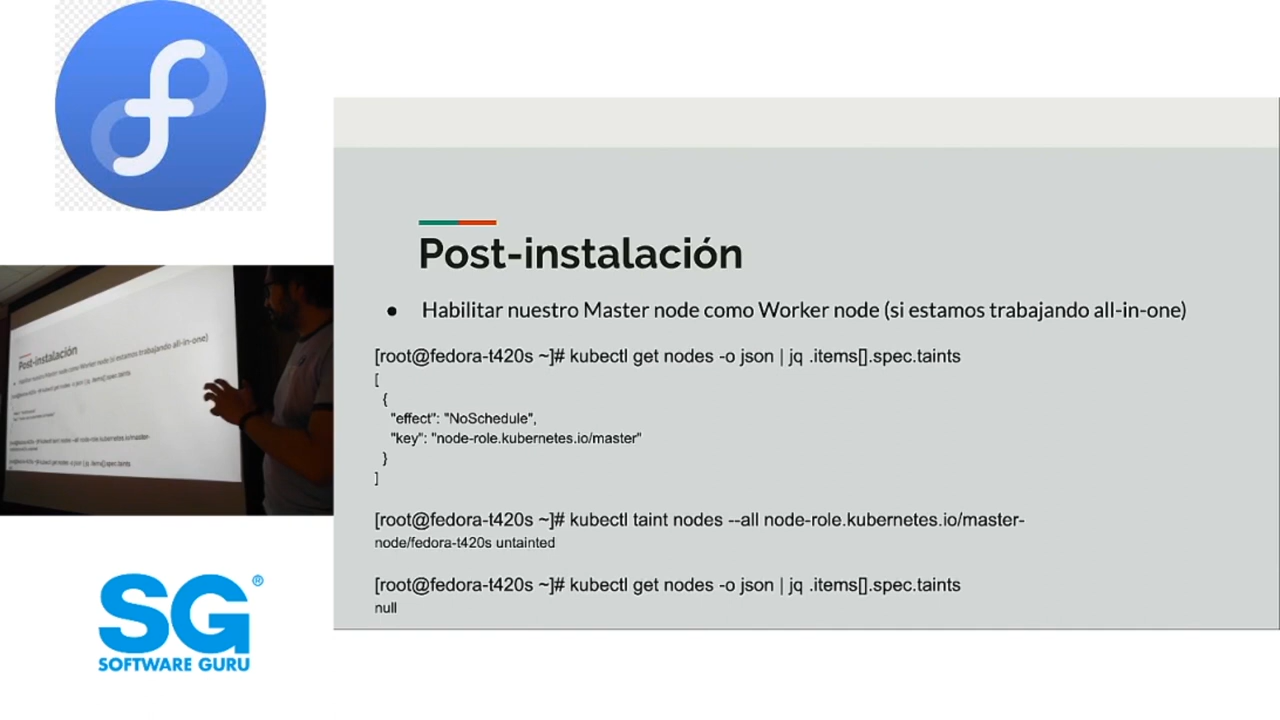 Post-instalación
● Habilitar nuestro Master node como Worker node (si estamos trabajando all-in-one)
[root@fedora-t420s ~]# kubectl get nodes -o json | jq .items[].spec.taints
[
{
"effect": "NoSchedule",
"key": "node-role.kubernetes.io/master"
}
]
[root@fedora-t420s ~]# kubectl taint nodes --all node-role.kubernetes.io/master-
node/fedora-t420s untainted
[root@fedora-t420s ~]# kubectl get nodes -o json | jq .items[].spec.taints
null
Post-instalación
SG®
SOFTWARE GURU